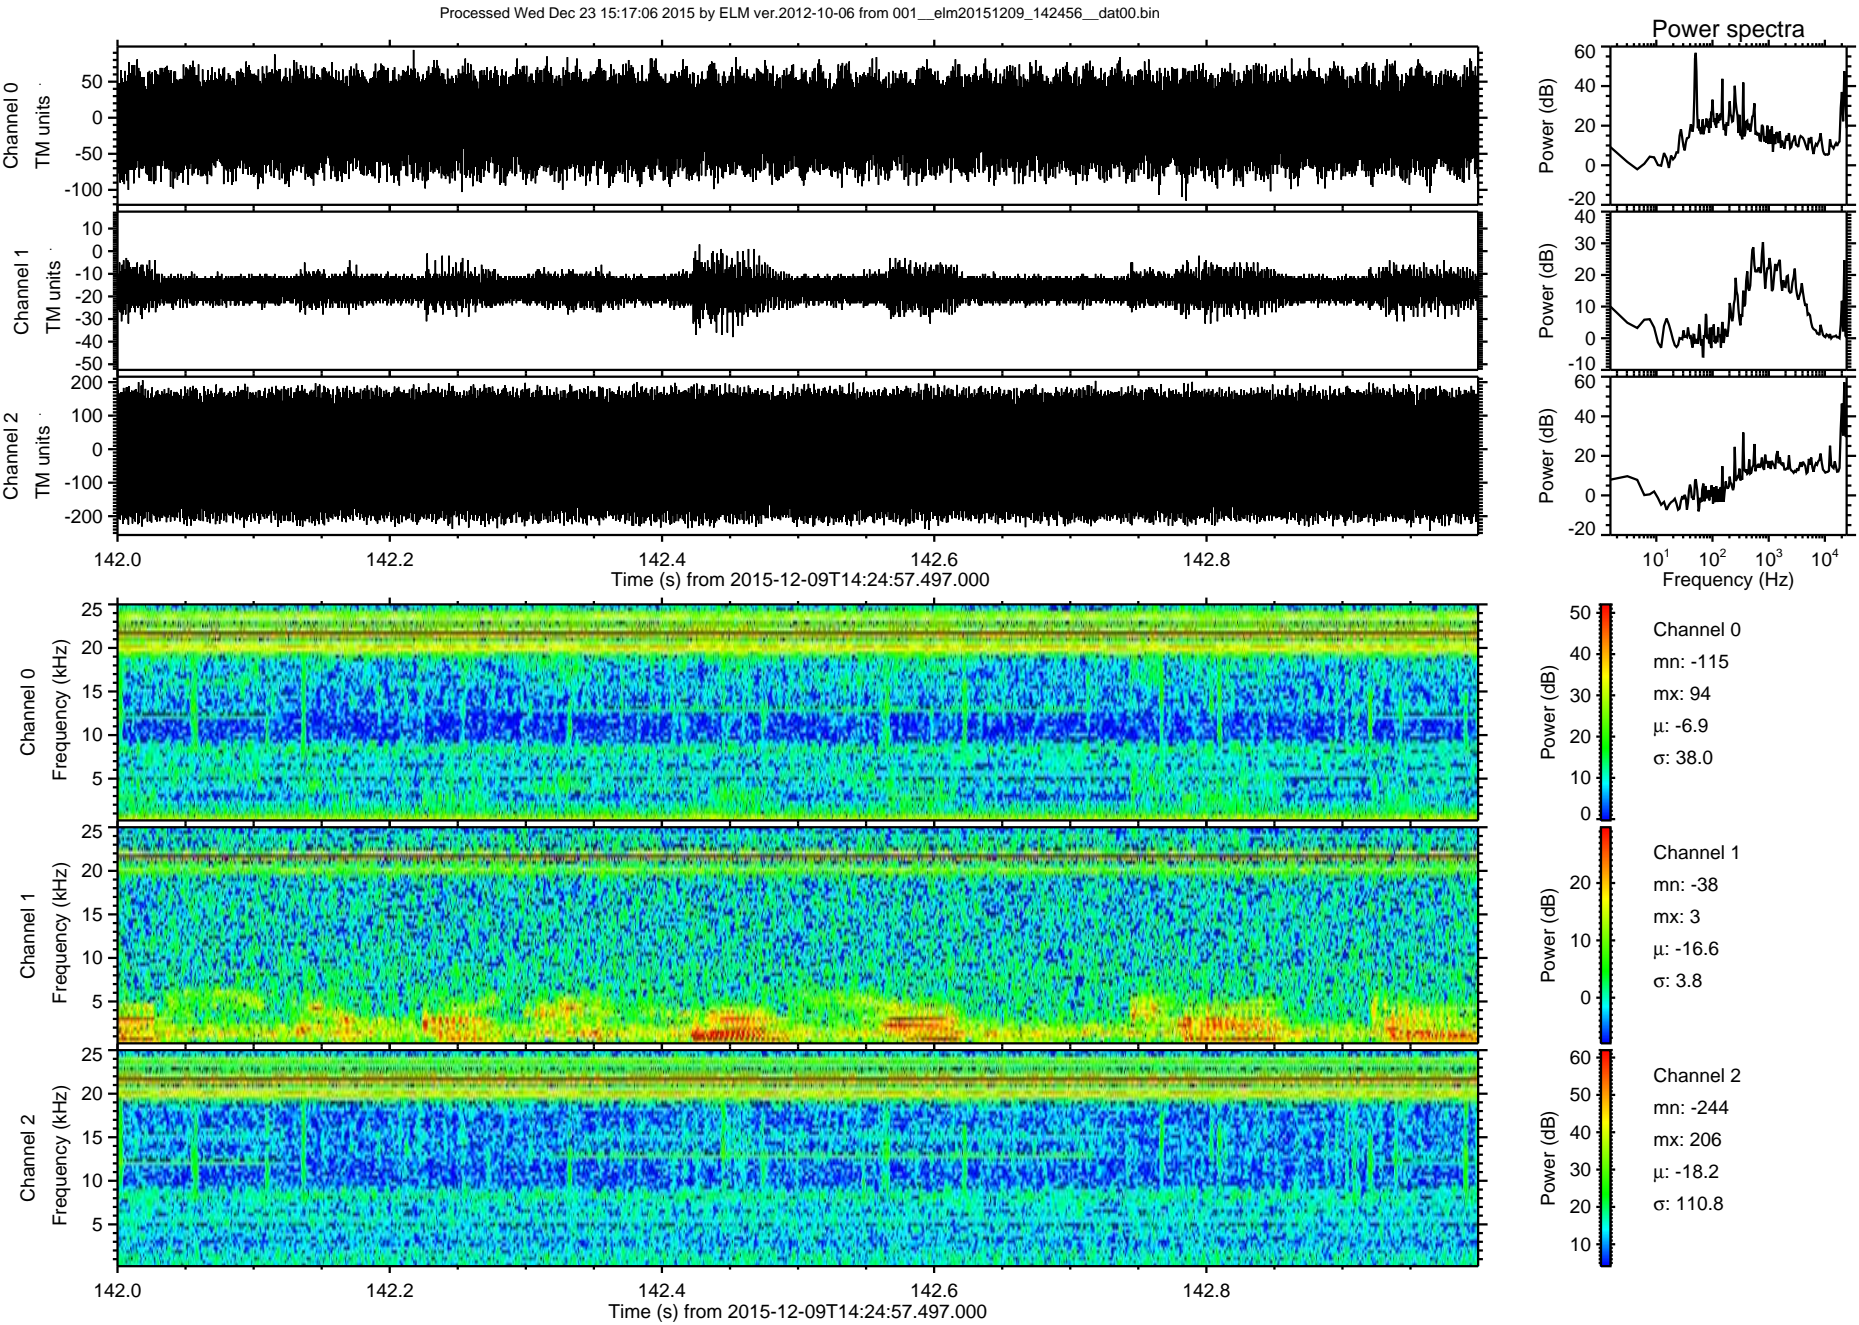 Processed Wed Dec 23 15:17:06 2015 by ELM ver.2012-10-06 from 001__elm20151209_142456__dat00.bin
Power spectra
Channel 0
TM units
50
0
-50
-100
Power (dB)
60
40
20
0
-20
Channel 1
TM units
10
0
-10
-20
-30
-40
-50
Power (dB)
40
30
20
10
0
-10
Channel 2
TM units
200
100
0
-100
-200
Power (dB)
60
40
20
0
-20
142.0 142.2 142.4 142.6 142.8
Time (s) from 2015-12-09T14:24:57.497.000
10^1 10^2 10^3 10^4
Frequency (Hz)
Channel 0
Frequency (kHz)
25
20
15
10
5
Power (dB)
50
40
30
20
10
0
Channel 0
mn: -115
mx: 94
μ: -6.9
σ: 38.0
Channel 1
Frequency (kHz)
25
20
15
10
5
Power (dB)
20
10
0
Channel 1
mn: -38
mx: 3
μ: -16.6
σ: 3.8
Channel 2
Frequency (kHz)
25
20
15
10
5
Power (dB)
60
50
40
30
20
10
Channel 2
mn: -244
mx: 206
μ: -18.2
σ: 110.8
142.0 142.2 142.4 142.6 142.8
Time (s) from 2015-12-09T14:24:57.497.000